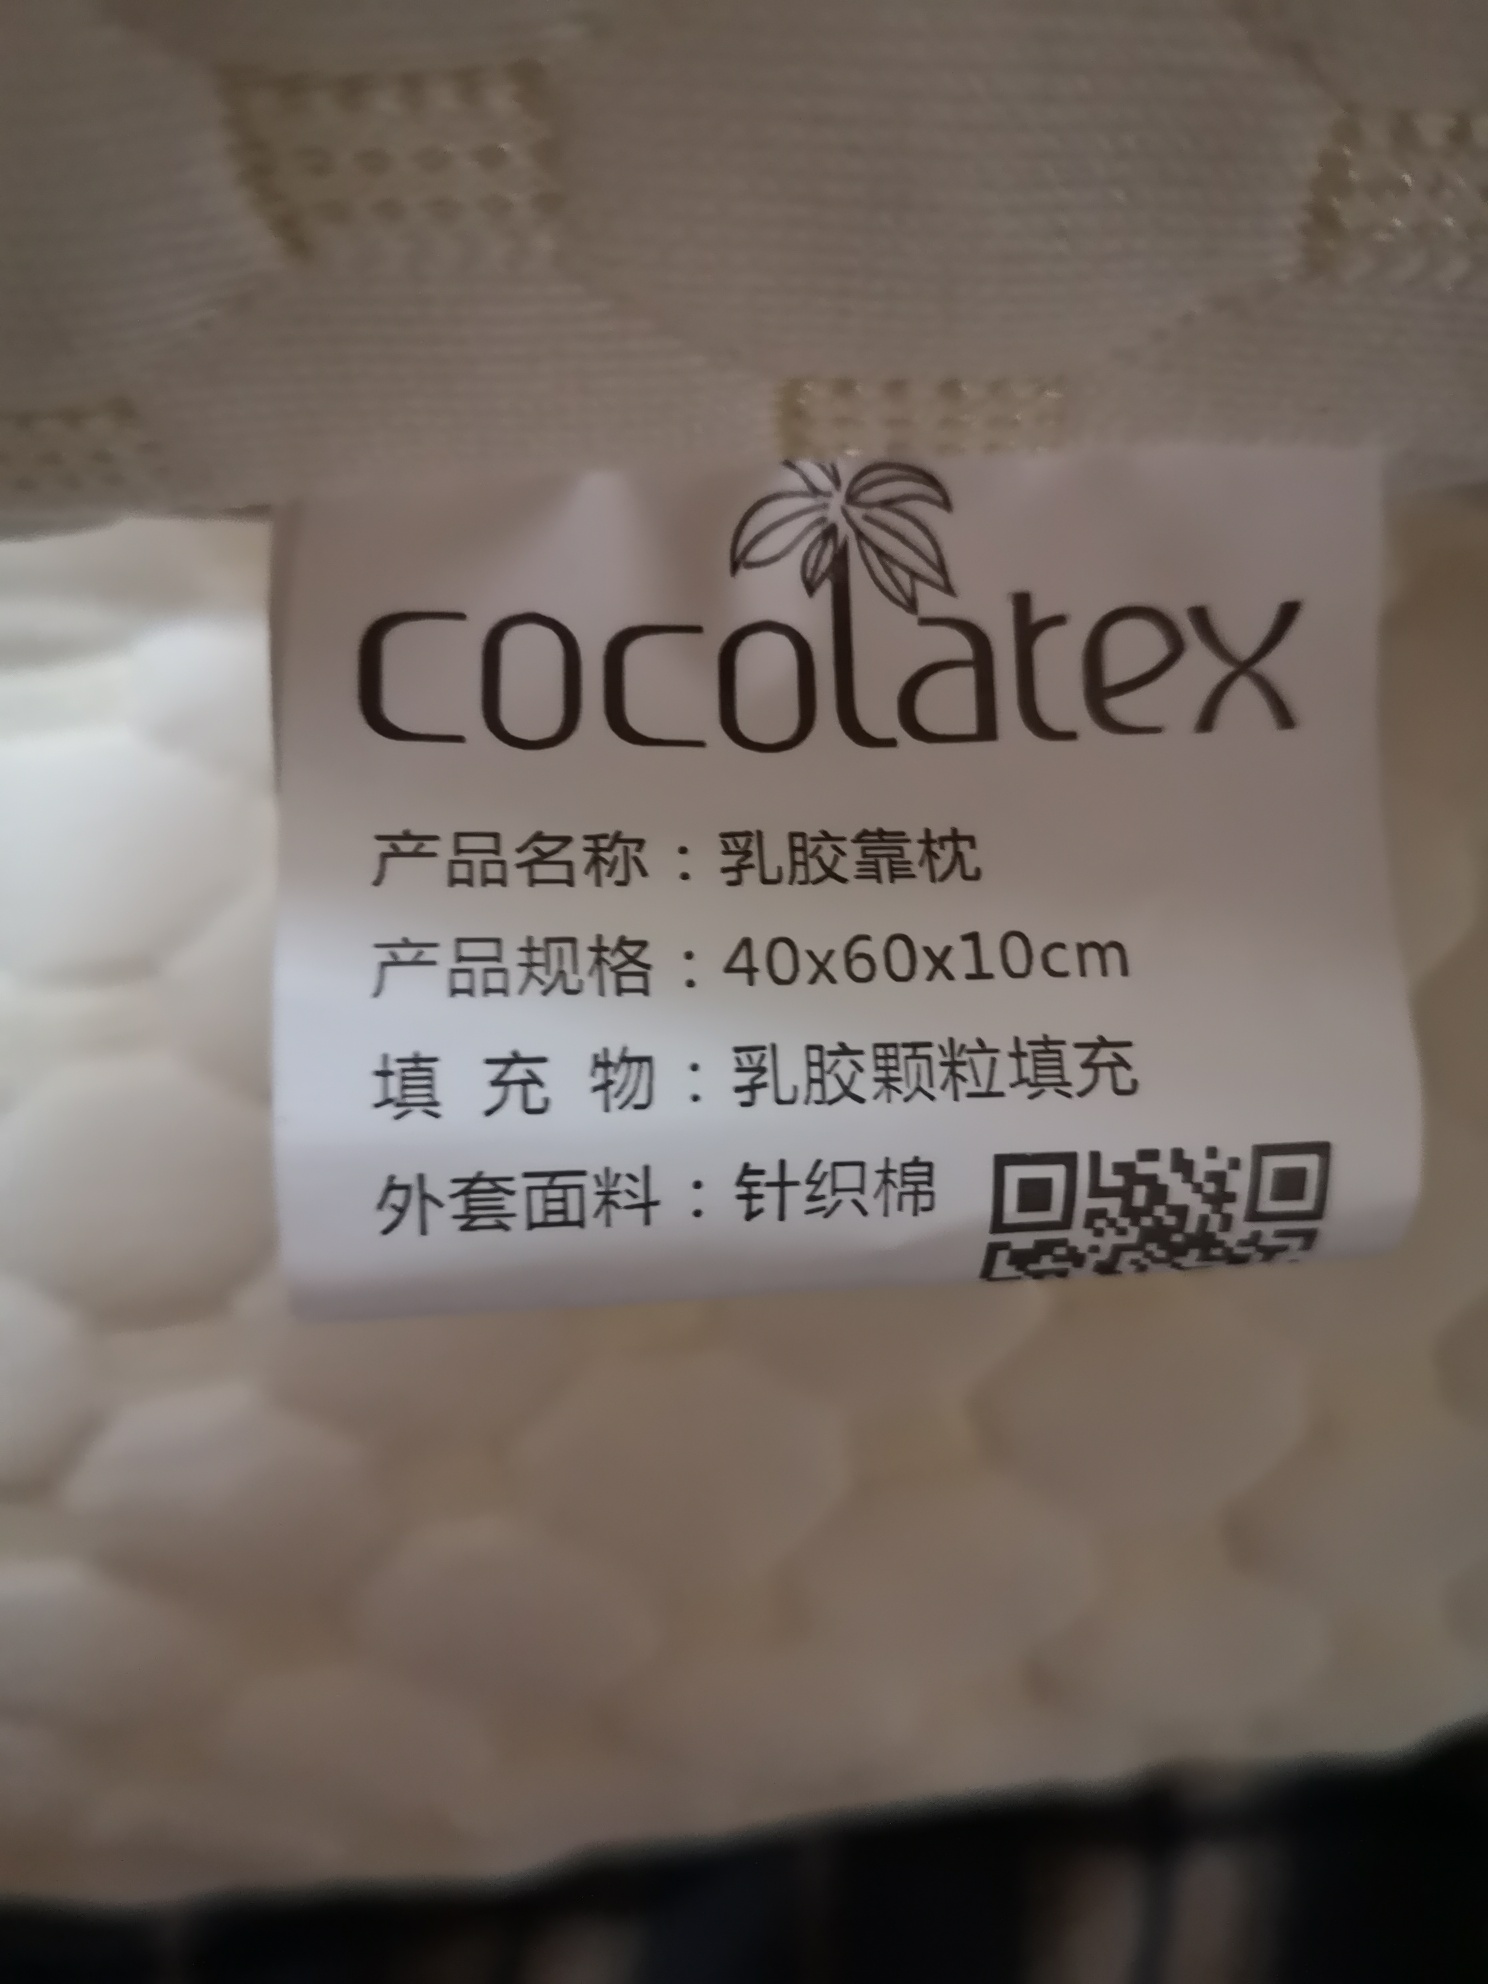 cocolatex
产品名称：乳胶靠枕
产品规格：40x60x10cm
填充物：乳胶颗粒填充
外套面料：针织棉